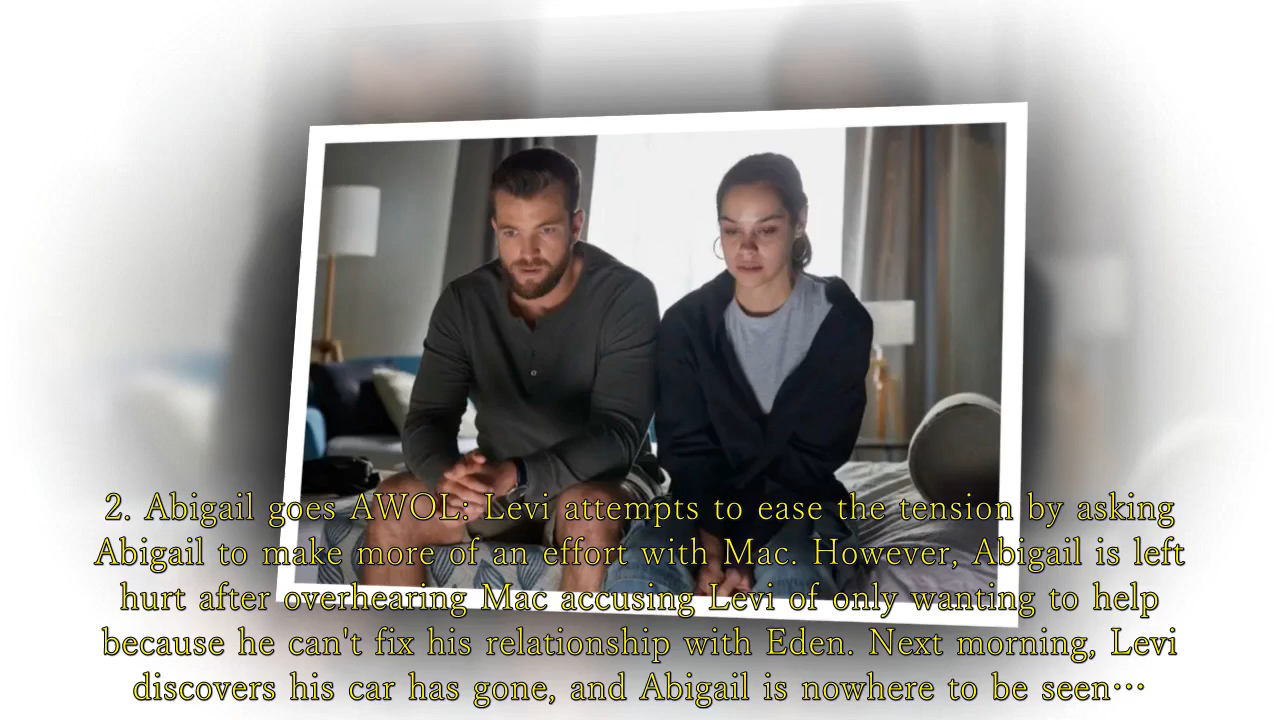 2. Abigail goes AWOL: Levi attempts to ease the tension by asking
Abigail to make more of an effort with Mac. However, Abigail is left
hurt after overhearing Mac accusing Levi of only wanting to help
because he can't fix his relationship with Eden. Next morning, Levi
discovers his car has gone, and Abigail is nowhere to be seen…